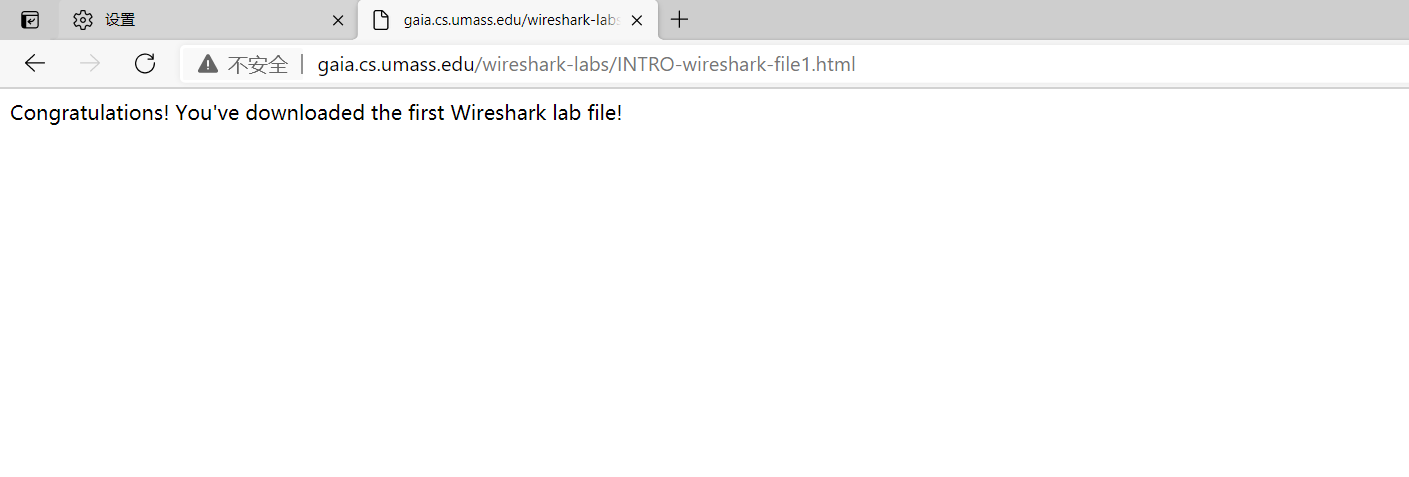 设置
gaia.cs.umass.edu/wireshark-labs
不安全 | gaia.cs.umass.edu/wireshark-labs/INTRO-wireshark-file1.html
Congratulations! You've downloaded the first Wireshark lab file!